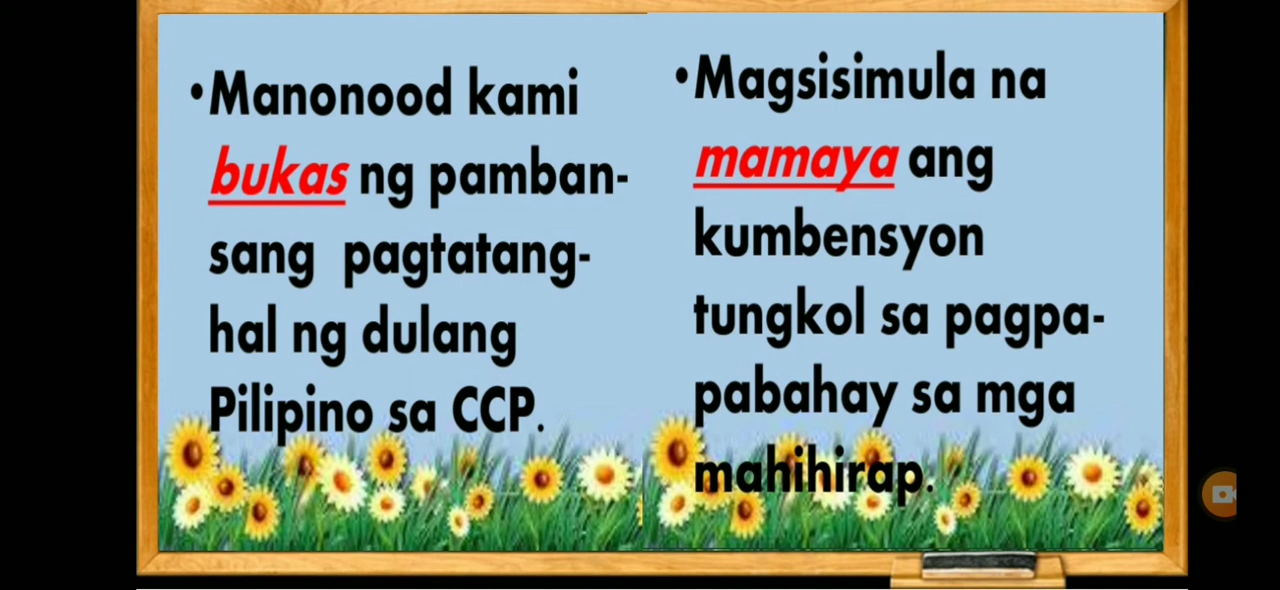 •Manonood kami
bukas ng pamban-
sang pagtatang-
hal ng dulang
Pilipino sa CCP.
•Magsisimula na
mamaya ang
kumbensyon
tungkol sa pagpa-
pabahay sa mga
mahihirap.